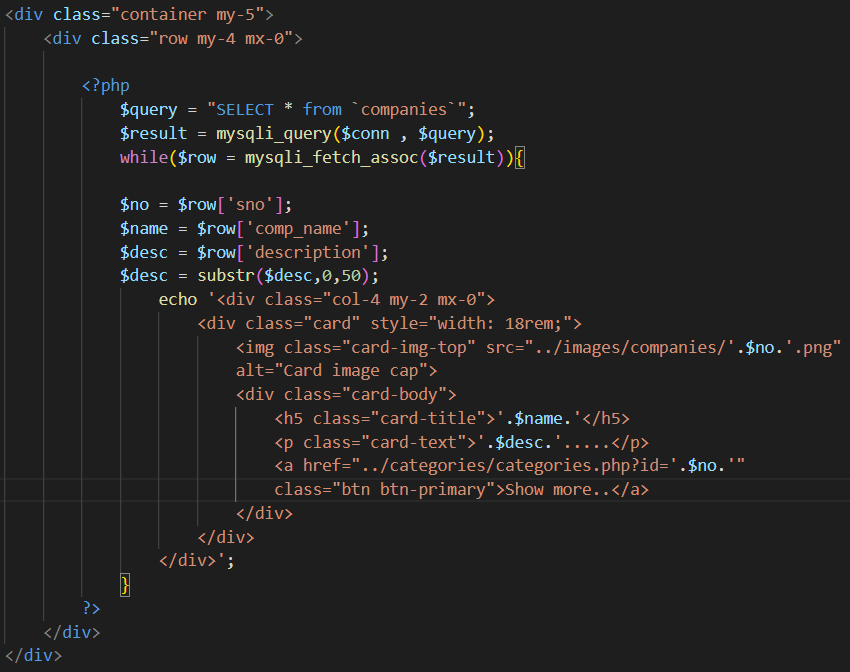 <div class="container my-5">
<div class="row my-4 mx-0">
<?php
$query = "SELECT * from `companies`";
$result = mysqli_query($conn , $query);
while($row = mysqli_fetch_assoc($result)){
$no = $row['sno'];
$name = $row['comp_name'];
$desc = $row['description'];
$desc = substr($desc,0,50);
echo '<div class="col-4 my-2 mx-0">
<div class="card" style="width: 18rem;">
<img class="card-img-top" src="../images/companies/'.$no.'.png"
alt="Card image cap">
<div class="card-body">
<h5 class="card-title">'.$name.'</h5>
<p class="card-text">'.$desc.'.....</p>
<a href="../categories/categories.php?id='.$no.'"
class="btn btn-primary">Show more..</a>
</div>
</div>
</div>';
}
?>
</div>
</div>